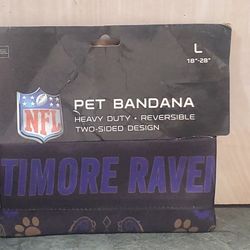 L
18"-28"
NFL
PET BANDANA
HEAVY DUTY • REVERSIBLE
TWO-SIDED DESIGN
TIMORE RAVEN